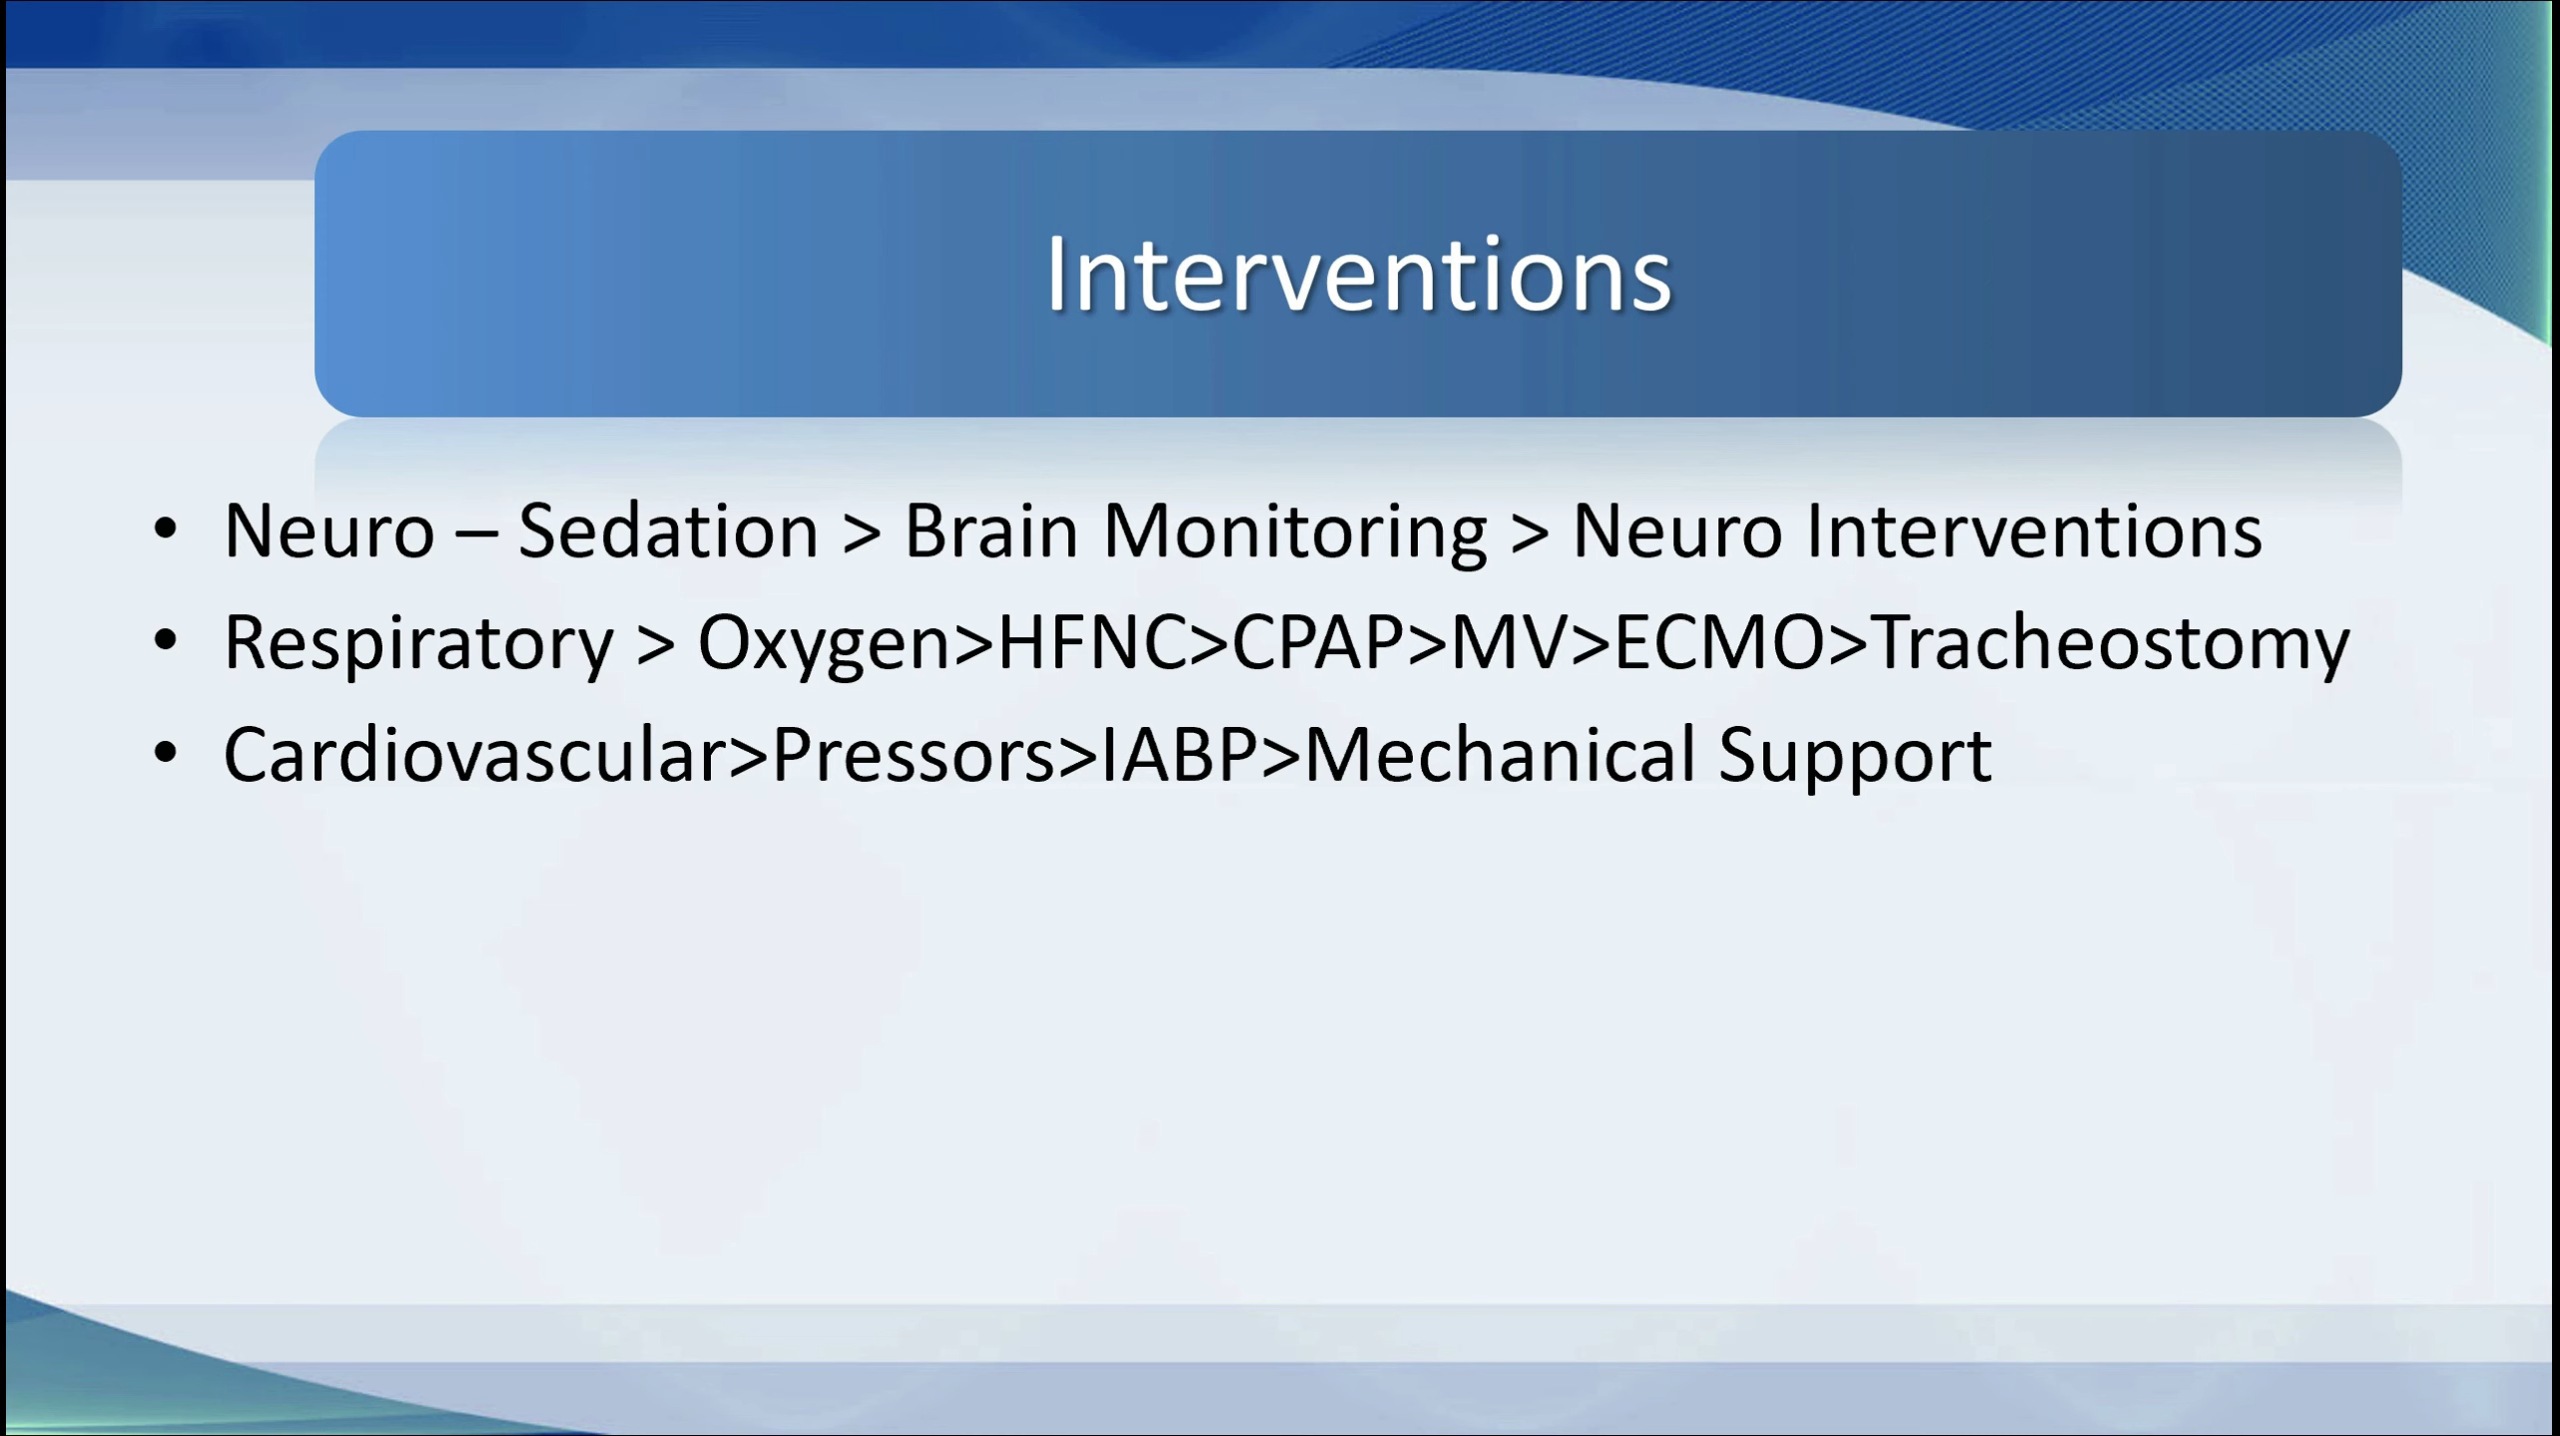 Interventions
• Neuro – Sedation > Brain Monitoring > Neuro Interventions
• Respiratory > Oxygen>HFNC>CPAP>MV>ECMO>Tracheostomy
• Cardiovascular>Pressors>IABP>Mechanical Support